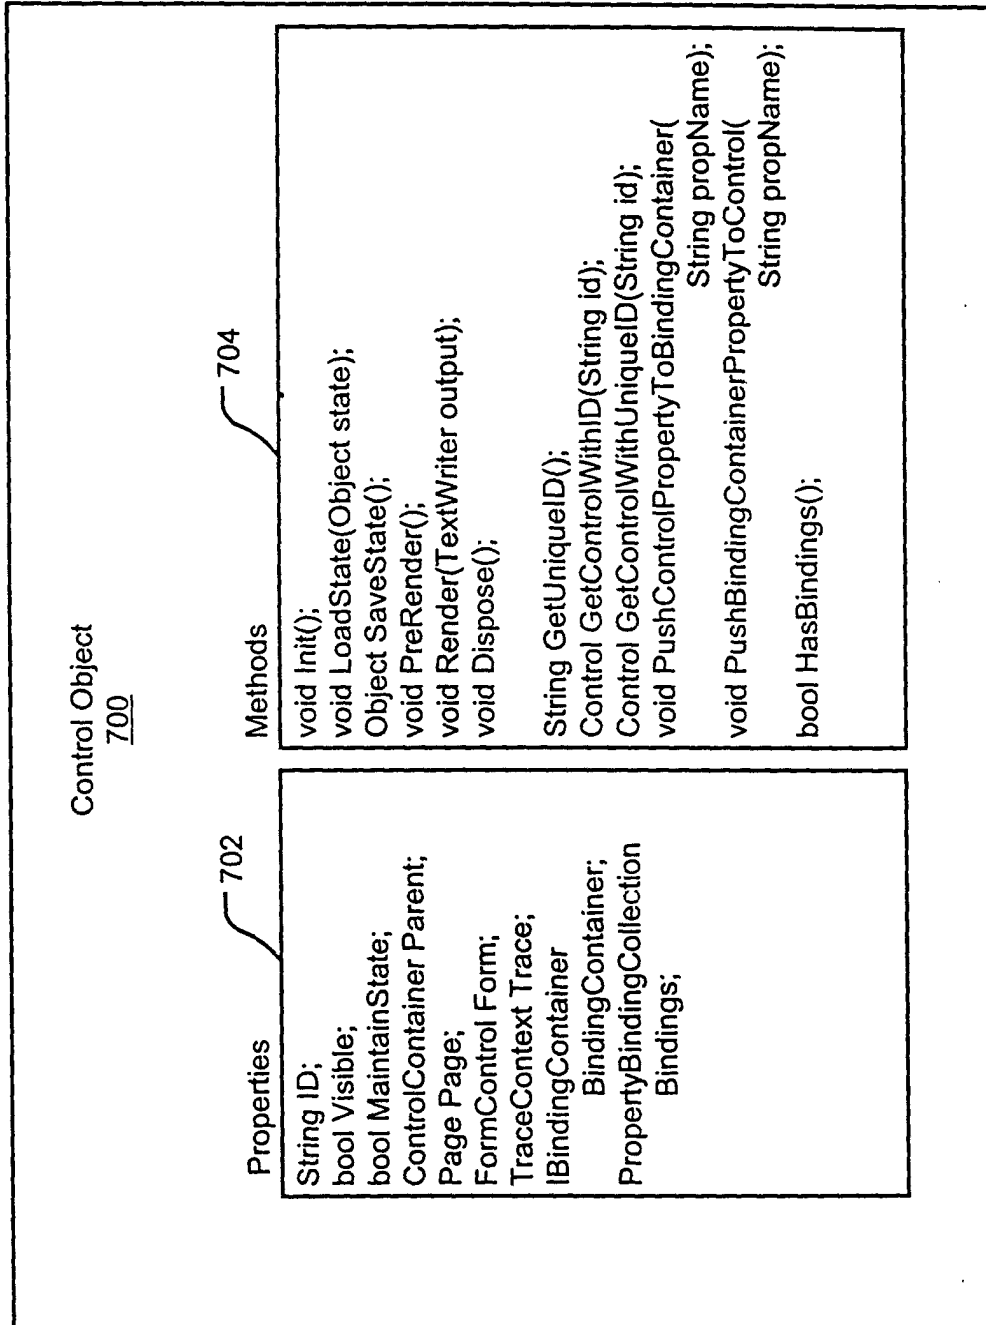 Control Object
700
Properties
702
String ID;
bool Visible;
bool MaintainState;
ControlContainer Parent;
Page Page;
FormControl Form;
TraceContext Trace;
IBindingContainer
BindingContainer;
PropertyBindingCollection
Bindings;
Methods
704
void Init();
void LoadState(Object state);
Object SaveState();
void PreRender();
void Render(TextWriter output);
void Dispose();
String GetUniqueID();
Control GetControlWithID(String id);
Control GetControlWithUniqueID(String id);
void PushControlPropertyToBindingContainer(
String propName);
void PushBindingContainerPropertyToControl(
String propName);
bool HasBindings();